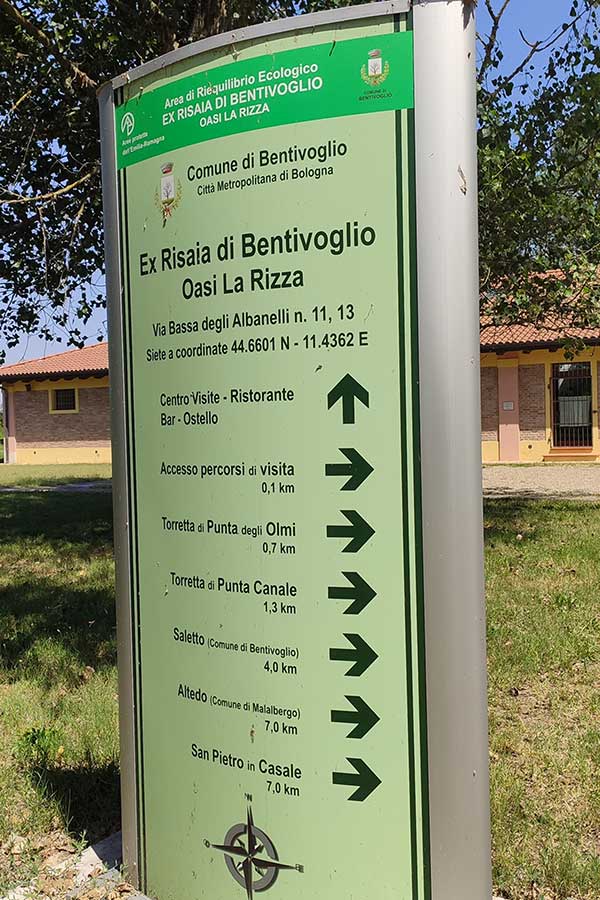 Area di Riequilibrio Ecologico
EX RISAIA DI BENTIVOGLIO
OASI LA RIZZA
Aree protette
dell'Emilia-Romagna
COMUNE DI
BENTIVOGLIO
Comune di Bentivoglio
Città Metropolitana di Bologna
Ex Risaia di Bentivoglio
Oasi La Rizza
Via Bassa degli Albanelli n. 11, 13
Siete a coordinate 44.6601 N - 11.4362 E
Centro Visite - Ristorante
Bar - Ostello
Accesso percorsi di visita
0,1 km
Torretta di Punta degli Olmi
0,7 km
Torretta di Punta Canale
1,3 km
Saletto (Comune di Bentivoglio)
4,0 km
Altedo (Comune di Malalbergo)
7,0 km
San Pietro in Casale
7,0 km
N